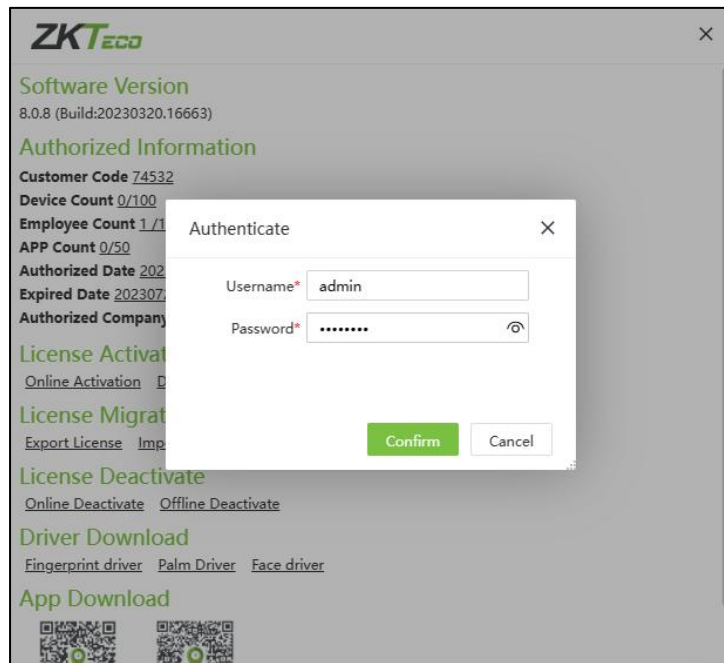 ZKTECO
Software Version
8.0.8 (Build:20230320.16663)
Authorized Information
Customer Code 74532
Device Count 0/100
Employee Count 1 /1
APP Count 0/50
Authorized Date 202
Expired Date 202307
Authorized Company
License Activat
Online Activation D
License Migrat
Export License Imp
License Deactivate
Online Deactivate Offline Deactivate
Driver Download
Fingerprint driver Palm Driver Face driver
App Download
Authenticate
Username* admin
Password* ••••••••
Confirm Cancel